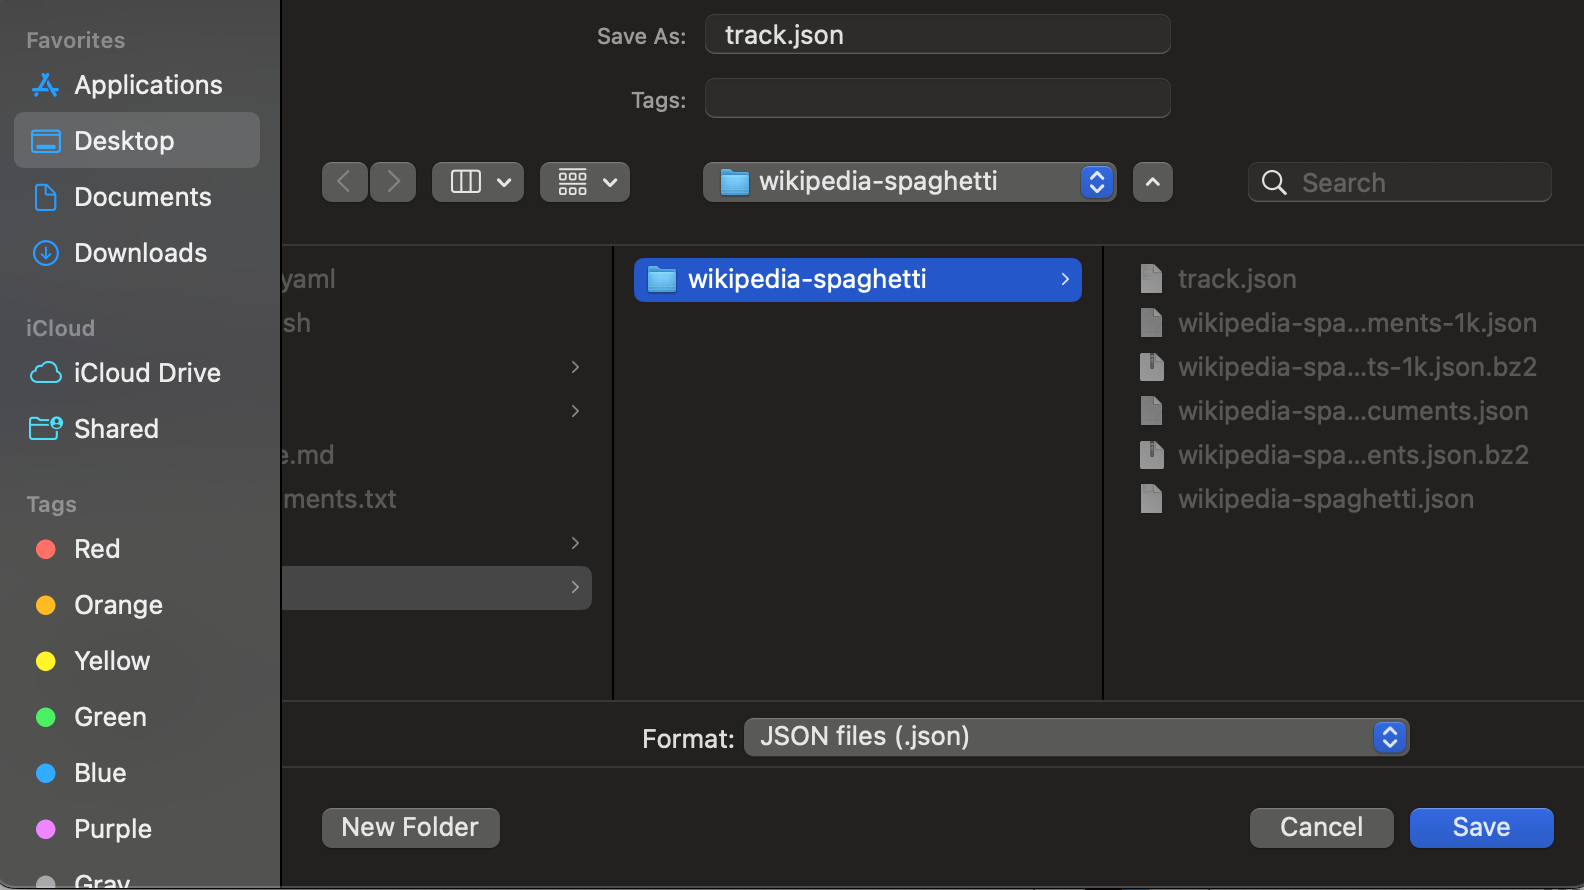 Favorites
Applications
Desktop
Documents
Downloads
iCloud
iCloud Drive
Shared
Tags
Red
Orange
Yellow
Green
Blue
Purple
Gray
Save As: track.json
Tags:
wikipedia-spaghetti
Search
yaml
sh
e.md
ments.txt
wikipedia-spaghetti
track.json
wikipedia-spa...ments-1k.json
wikipedia-spa...ts-1k.json.bz2
wikipedia-spa...cuments.json
wikipedia-spa...ents.json.bz2
wikipedia-spaghetti.json
Format: JSON files (.json)
New Folder
Cancel
Save